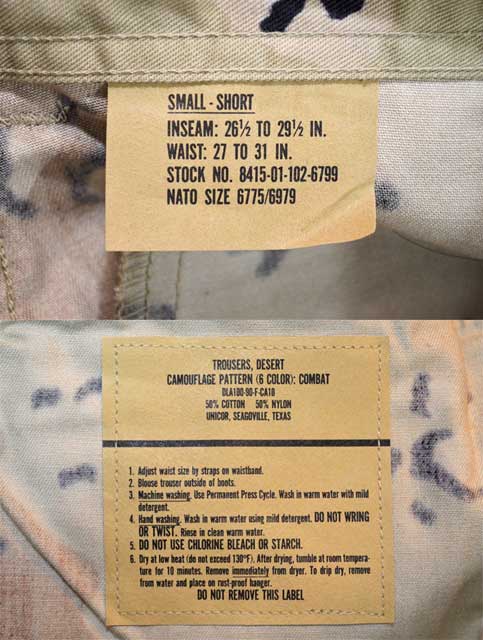 SMALL - SHORT
INSEAM: 26½ TO 29½ IN.
WAIST: 27 TO 31 IN.
STOCK NO. 8415-01-102-6799
NATO SIZE 6775/6979
TROUSERS, DESERT
CAMOUFLAGE PATTERN (6 COLOR): COMBAT
DLA100-90-F-CA10
50% COTTON 50% NYLON
UNICOR, SEAGOVILLE, TEXAS
1. Adjust waist size by straps on waistband.
2. Blouse trouser outside of boots.
3. Machine washing. Use Permanent Press Cycle. Wash in warm water with mild
detergent.
4. Hand washing. Wash in warm water using mild detergent. DO NOT WRING
OR TWIST. Rinse in clean warm water.
5. DO NOT USE CHLORINE BLEACH OR STARCH.
6. Dry at low heat (do not exceed 130°F. After drying, tumble at room tempera-
ture for 10 minutes. Remove immediately from dryer. To drip dry, remove
from water and place on rust-proof hanger.
DO NOT REMOVE THIS LABEL